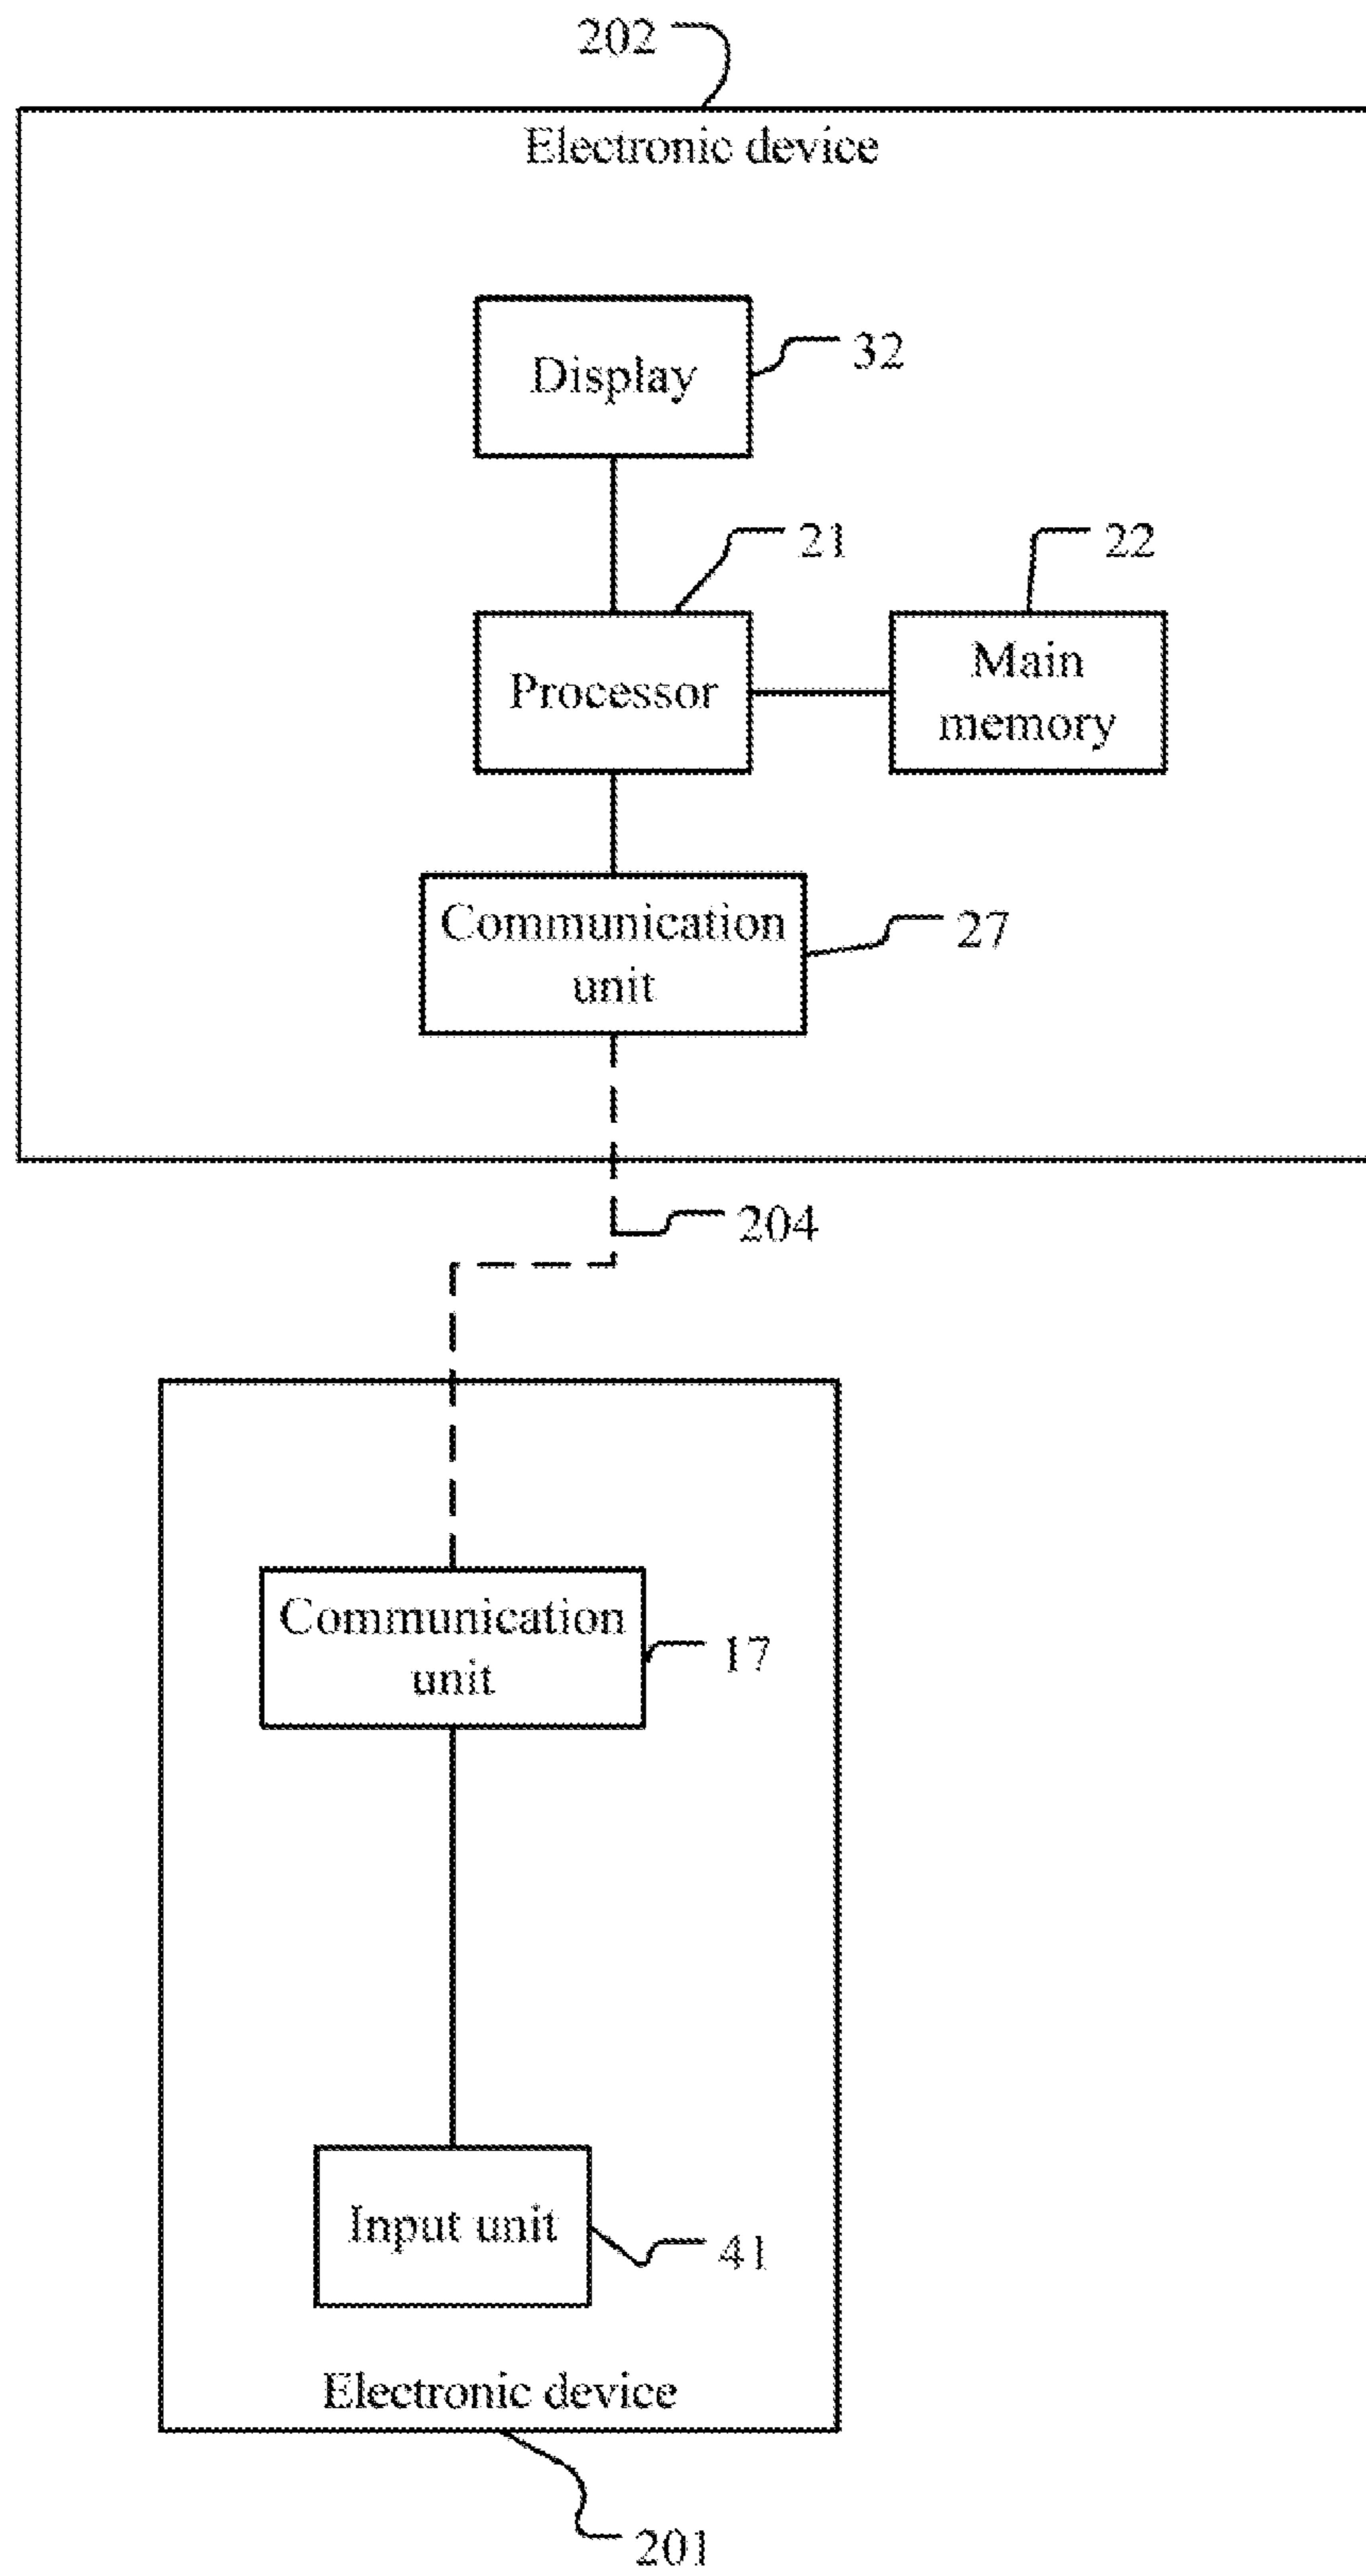 202
Electronic device
Display
32
21
22
Processor
Main
memory
Communication
unit
27
204
Communication
unit
17
Input unit
41
Electronic device
201